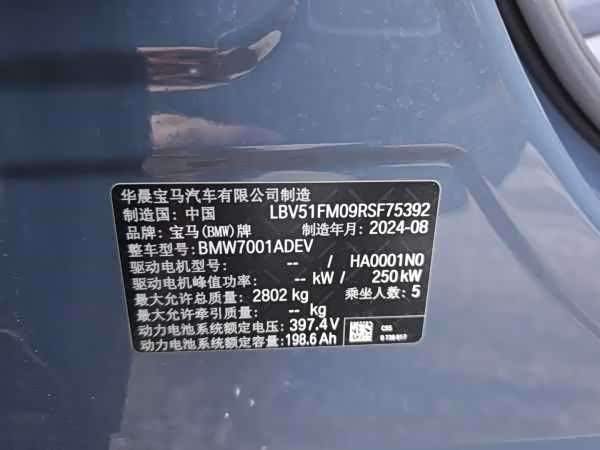 华晨宝马汽车有限公司制造
制造国: 中国 LBV51FM09RSF75392
品牌: 宝马(BMW)牌 制造年月: 2024-08
整车型号: BMW7001ADEV
驱动电机型号: -- / HA0001N0
驱动电机峰值功率: -- kW / 250 kW
最大允许总质量: 2802 kg 乘坐人数: 5
最大允许牵引质量: -- kg
动力电池系统额定电压: 397.4 V
动力电池系统额定容量: 198.6 Ah